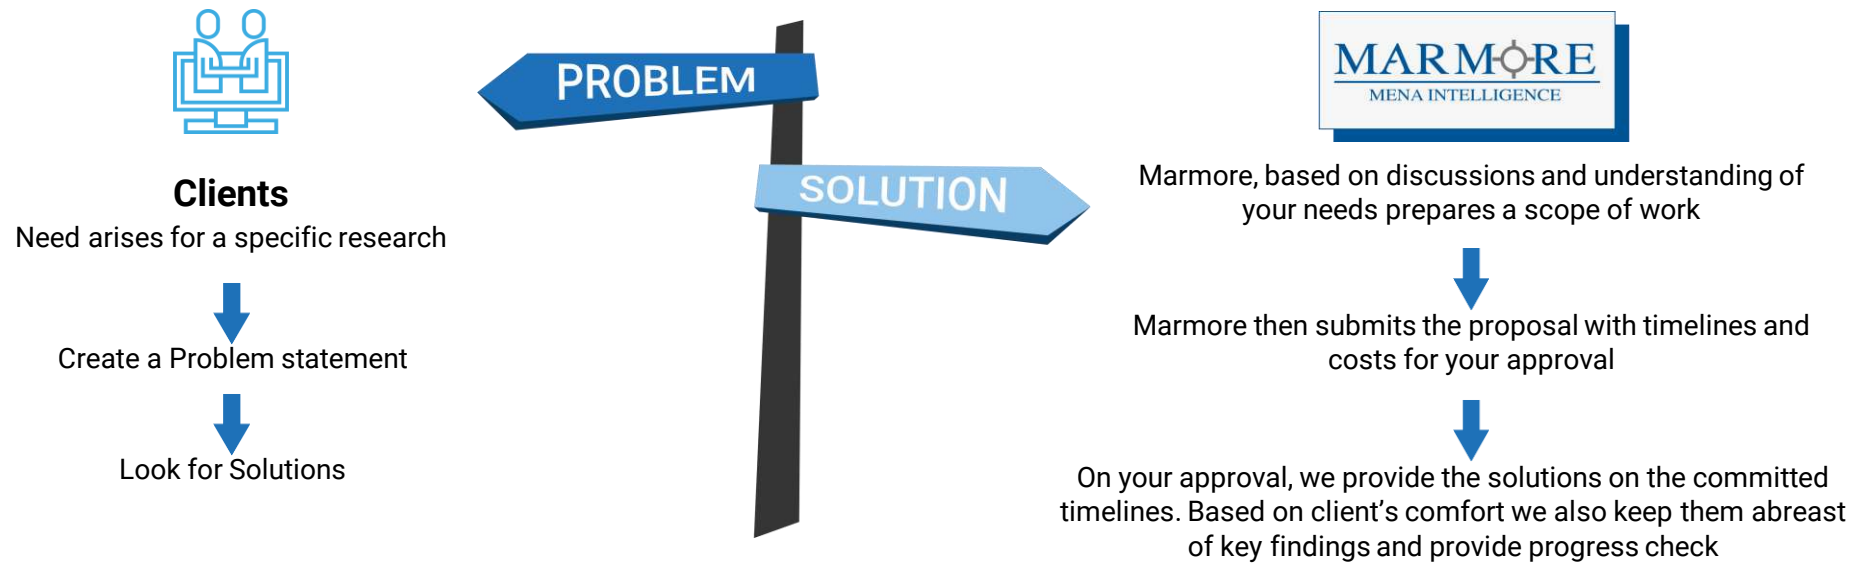 Clients
Need arises for a specific research
Create a Problem statement
Look for Solutions
PROBLEM
SOLUTION
MARMORE
MENA INTELLIGENCE
Marmore, based on discussions and understanding of
your needs prepares a scope of work
Marmore then submits the proposal with timelines and
costs for your approval
On your approval, we provide the solutions on the committed
timelines. Based on client's comfort we also keep them abreast
of key findings and provide progress check